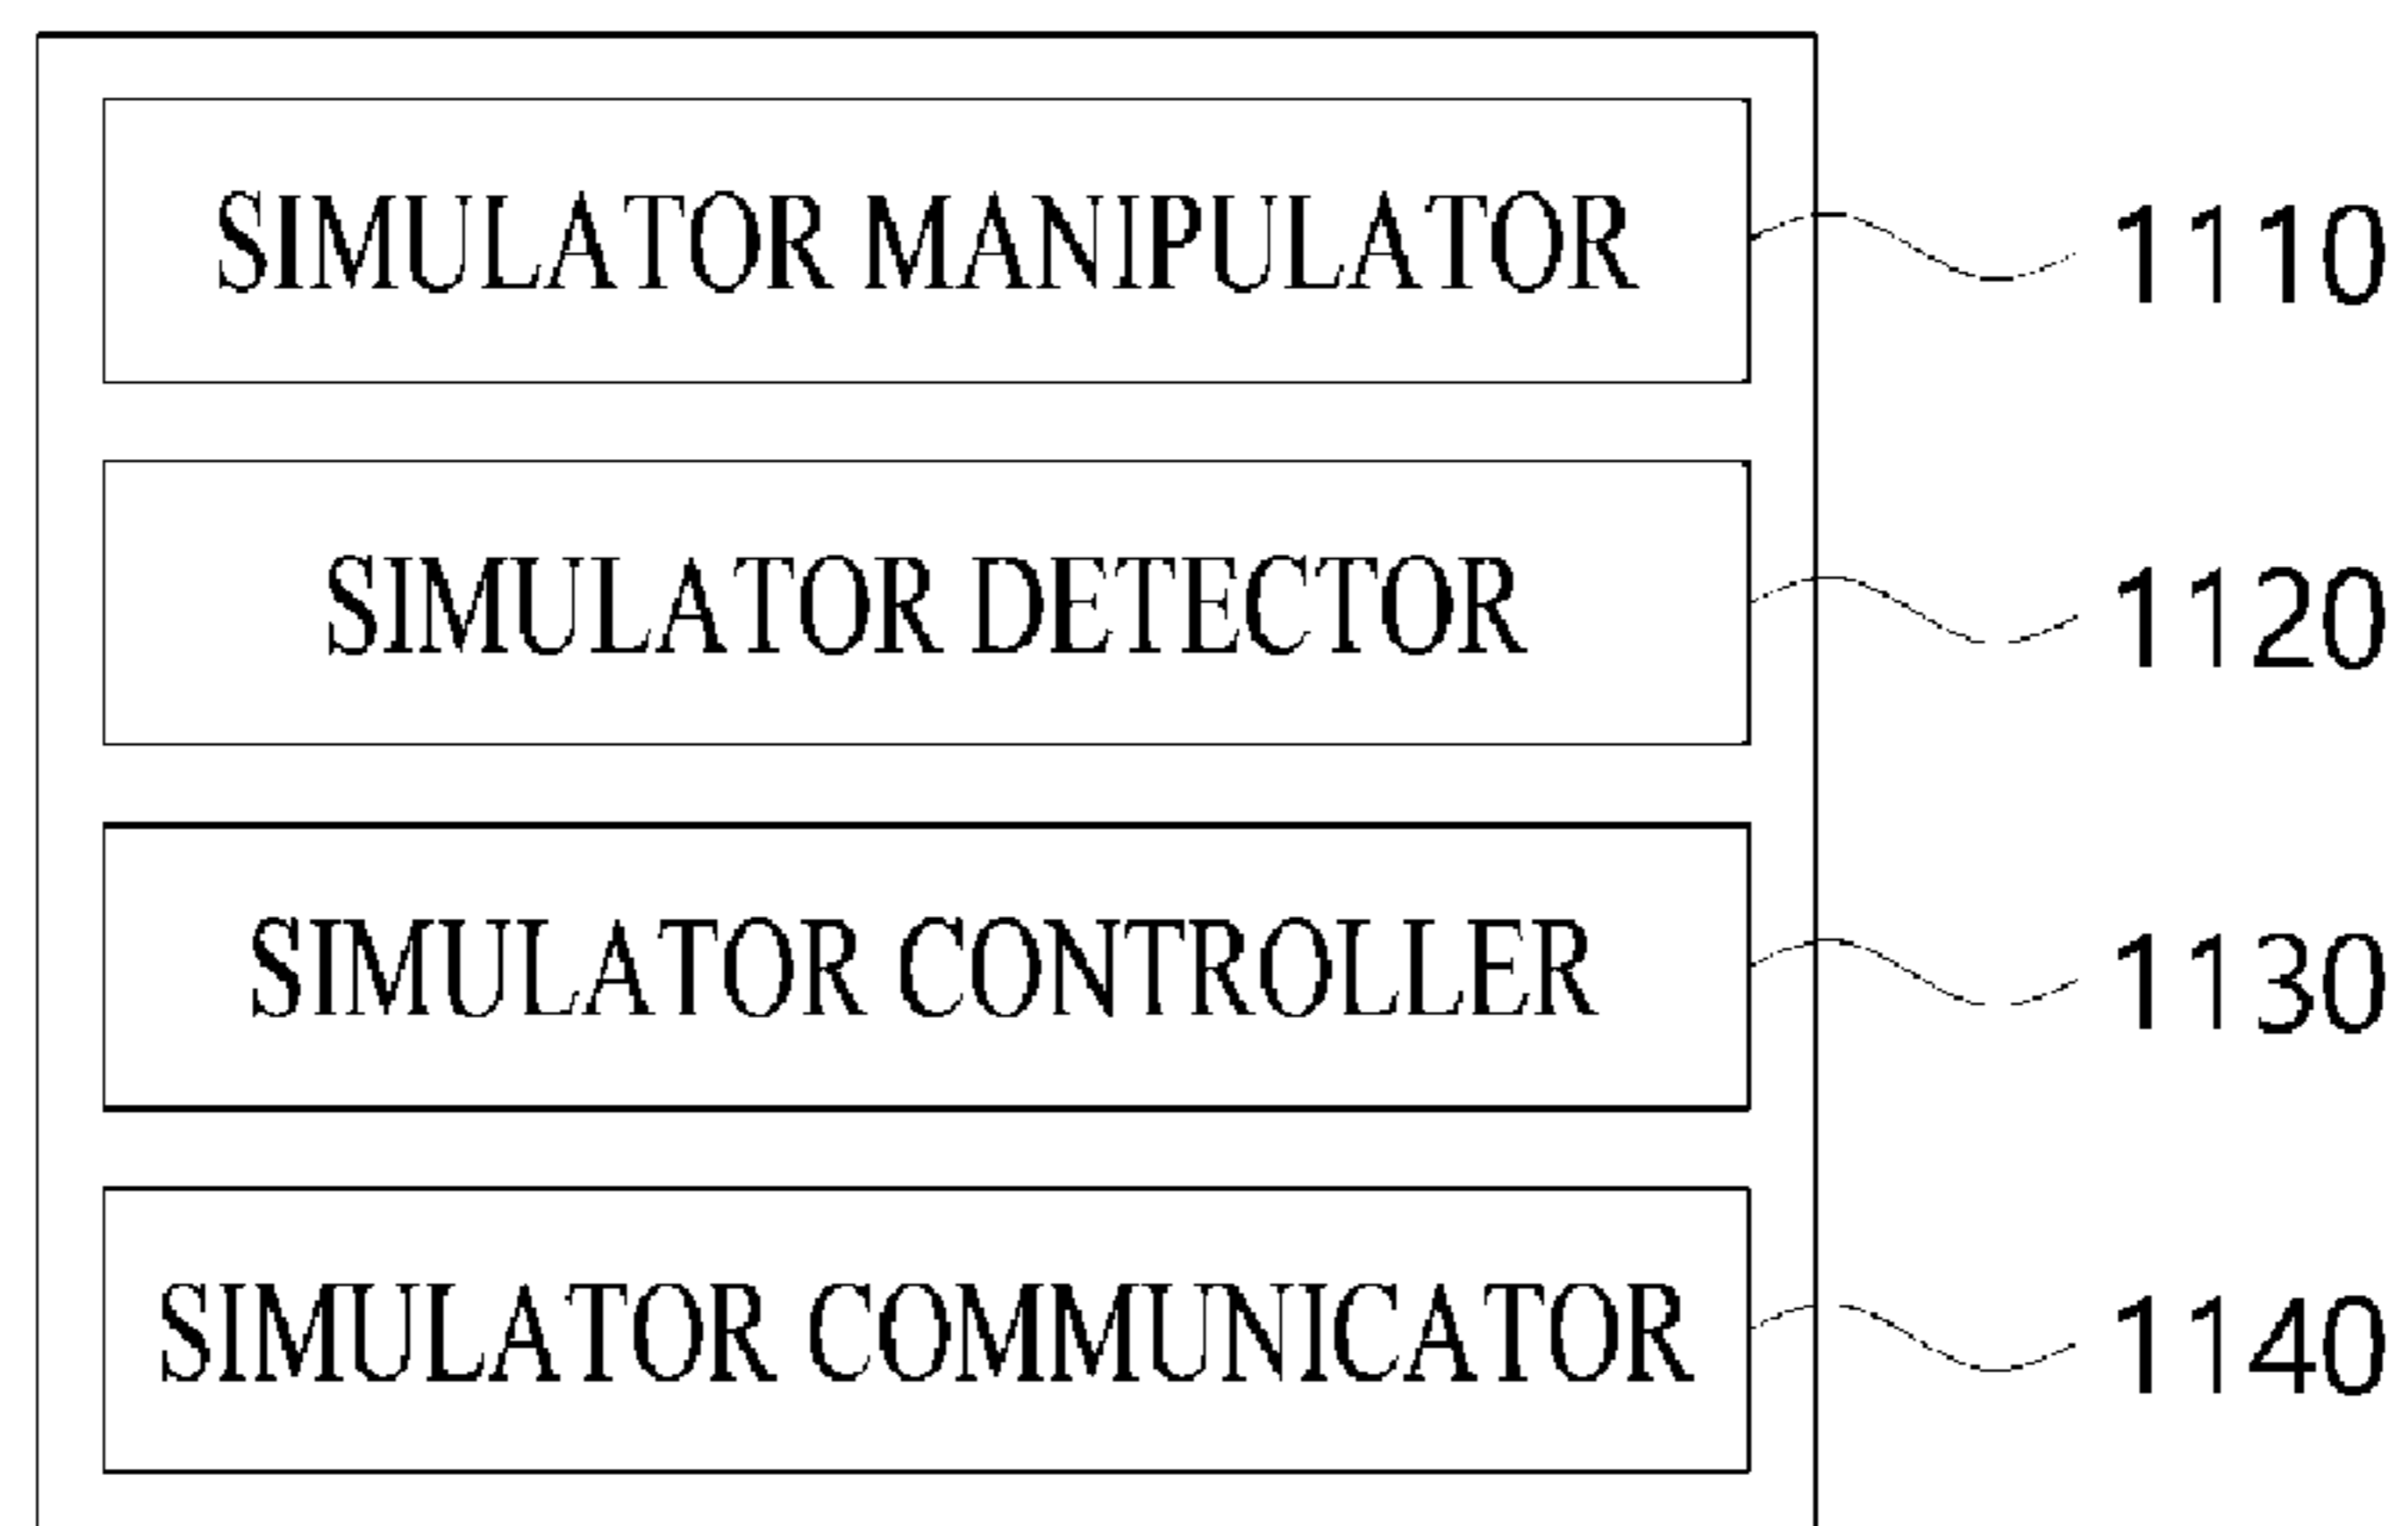 SIMULATOR MANIPULATOR 1110
SIMULATOR DETECTOR 1120
SIMULATOR CONTROLLER 1130
SIMULATOR COMMUNICATOR 1140